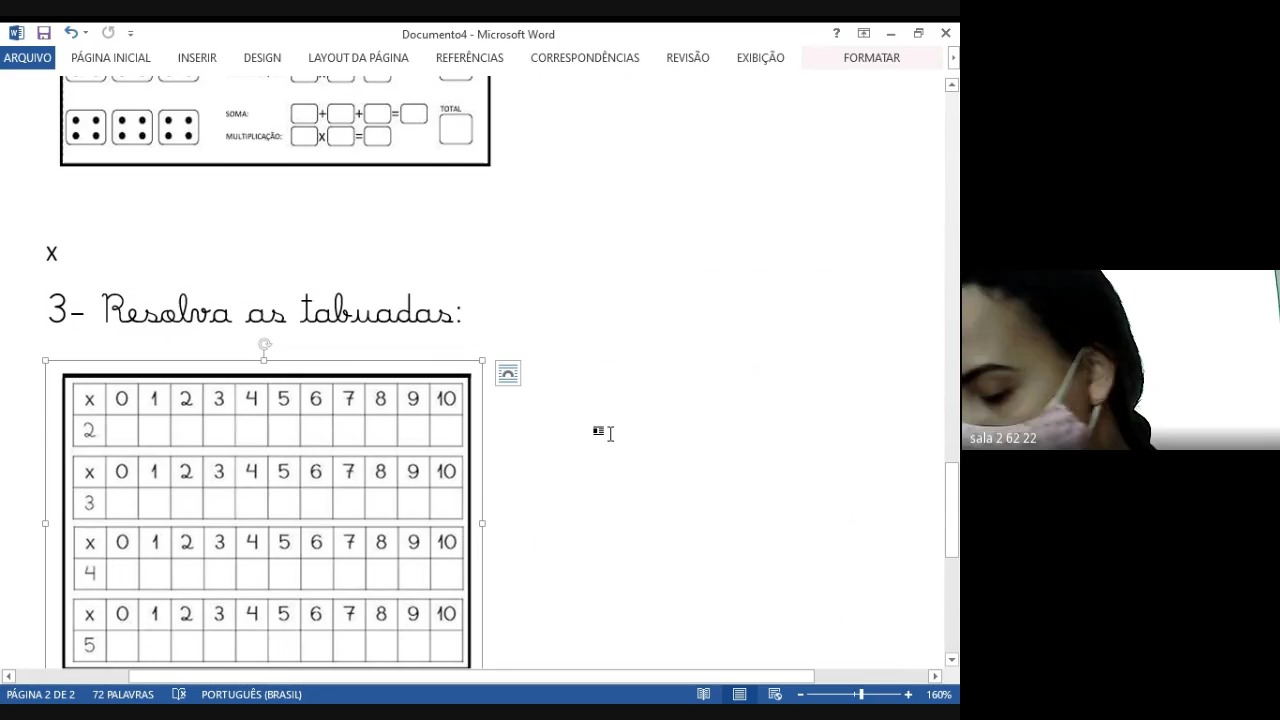 Documento4 - Microsoft Word
?
ARQUIVO PÁGINA INICIAL INSERIR DESIGN LAYOUT DA PÁGINA REFERÊNCIAS CORRESPONDÊNCIAS REVISÃO EXIBIÇÃO FORMATAR
SOMA: + + = TOTAL
MULTIPLICAÇÃO: x =
x
3- Resolva as tabuadas:
x 0 1 2 3 4 5 6 7 8 9 10
2
x 0 1 2 3 4 5 6 7 8 9 10
3
x 0 1 2 3 4 5 6 7 8 9 10
4
x 0 1 2 3 4 5 6 7 8 9 10
5
sala 2 62 22
PÁGINA 2 DE 2 72 PALAVRAS PORTUGUÊS (BRASIL) 160%